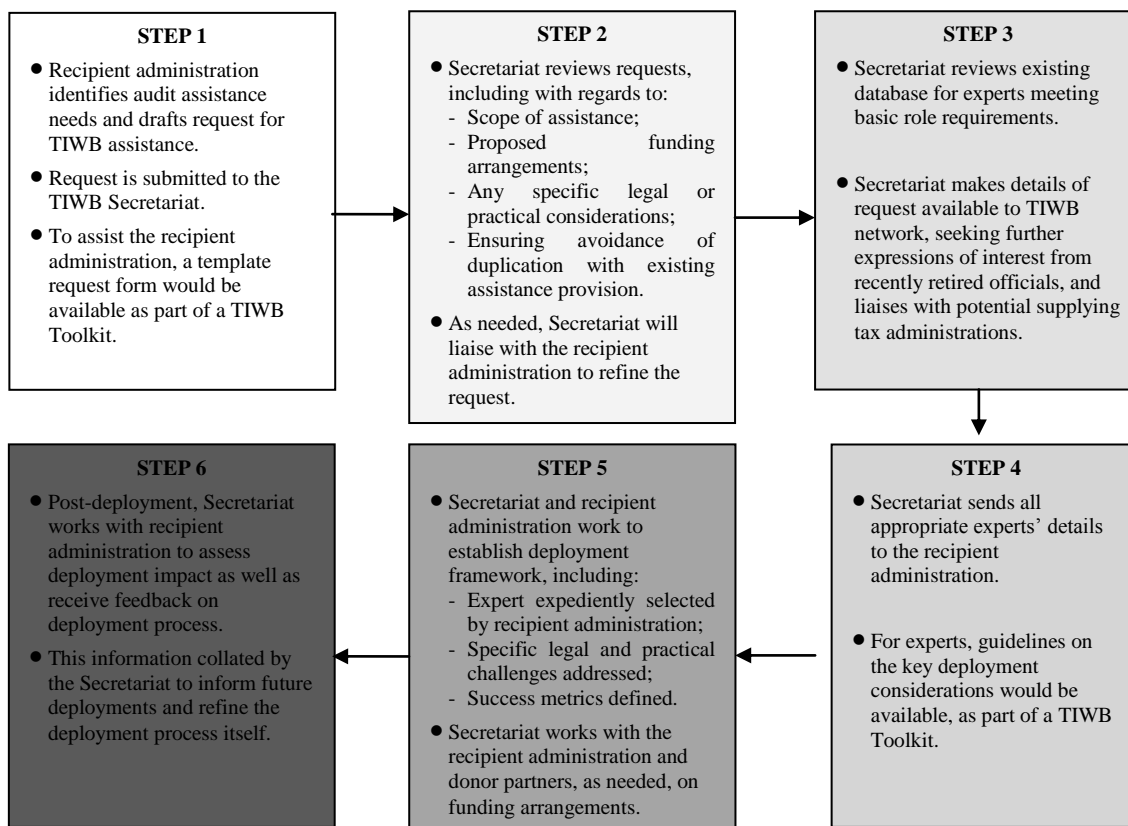 STEP 1
● Recipient administration
identifies audit assistance
needs and drafts request for
TIWB assistance.
● Request is submitted to the
TIWB Secretariat.
● To assist the recipient
administration, a template
request form would be
available as part of a TIWB
Toolkit.
STEP 2
● Secretariat reviews requests,
including with regards to:
- Scope of assistance;
- Proposed funding
arrangements;
- Any specific legal or
practical considerations;
- Ensuring avoidance of
duplication with existing
assistance provision.
● As needed, Secretariat will
liaise with the recipient
administration to refine the
request.
STEP 3
● Secretariat reviews existing
database for experts meeting
basic role requirements.
● Secretariat makes details of
request available to TIWB
network, seeking further
expressions of interest from
recently retired officials, and
liaises with potential supplying
tax administrations.
STEP 4
● Secretariat sends all
appropriate experts’ details
to the recipient
administration.
● For experts, guidelines on
the key deployment
considerations would be
available, as part of a TIWB
Toolkit.
STEP 5
● Secretariat and recipient
administration work to
establish deployment
framework, including:
- Expert expediently selected
by recipient administration;
- Specific legal and practical
challenges addressed;
- Success metrics defined.
● Secretariat works with the
recipient administration and
donor partners, as needed, on
funding arrangements.
STEP 6
● Post-deployment, Secretariat
works with recipient
administration to assess
deployment impact as well as
receive feedback on
deployment process.
● This information collated by
the Secretariat to inform future
deployments and refine the
deployment process itself.